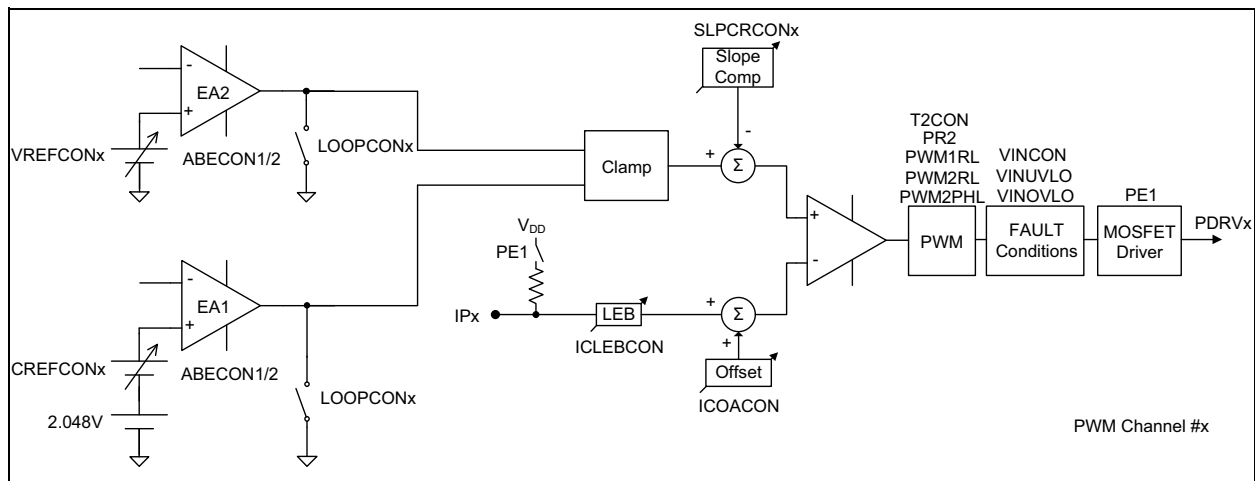 SLPCRCONx
Slope
Comp
-
EA2
+
VREFCONx
ABECON1/2
LOOPCONx
Clamp
-
+
Σ
T2CON
PR2
PWM1RL
PWM2RL
PWM2PHL
VINCON
VINUVLO
VINOVLO
PE1
+
-
PWM
FAULT
Conditions
MOSFET
Driver
PDRVx
VDD
PE1
-
EA1
+
IPx
LEB
ICLEBCON
+
Σ
+
Offset
ICOACON
CREFCONx
ABECON1/2
LOOPCONx
2.048V
PWM Channel #x